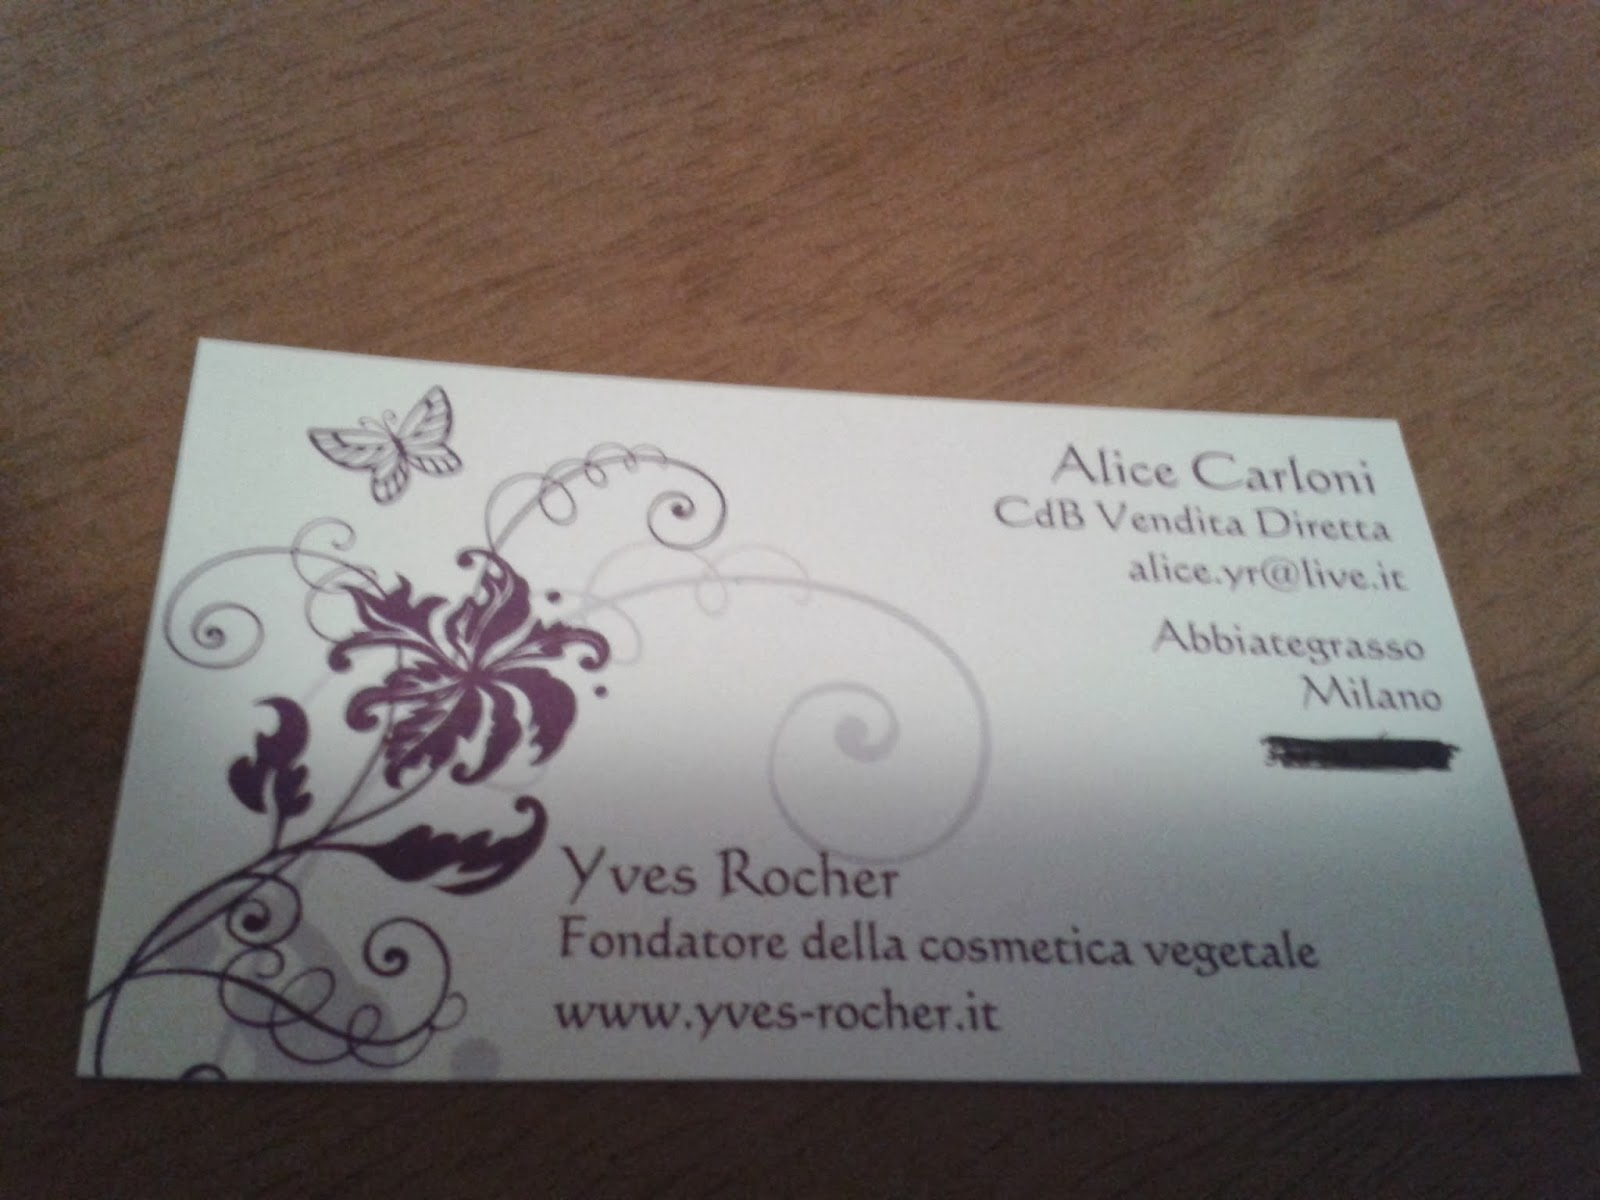 Alice Carloni
CdB Vendita Diretta
alice.yr@live.it
Abbiategrasso
Milano
Yves Rocher
Fondatore della cosmetica vegetale
www.yves-rocher.it